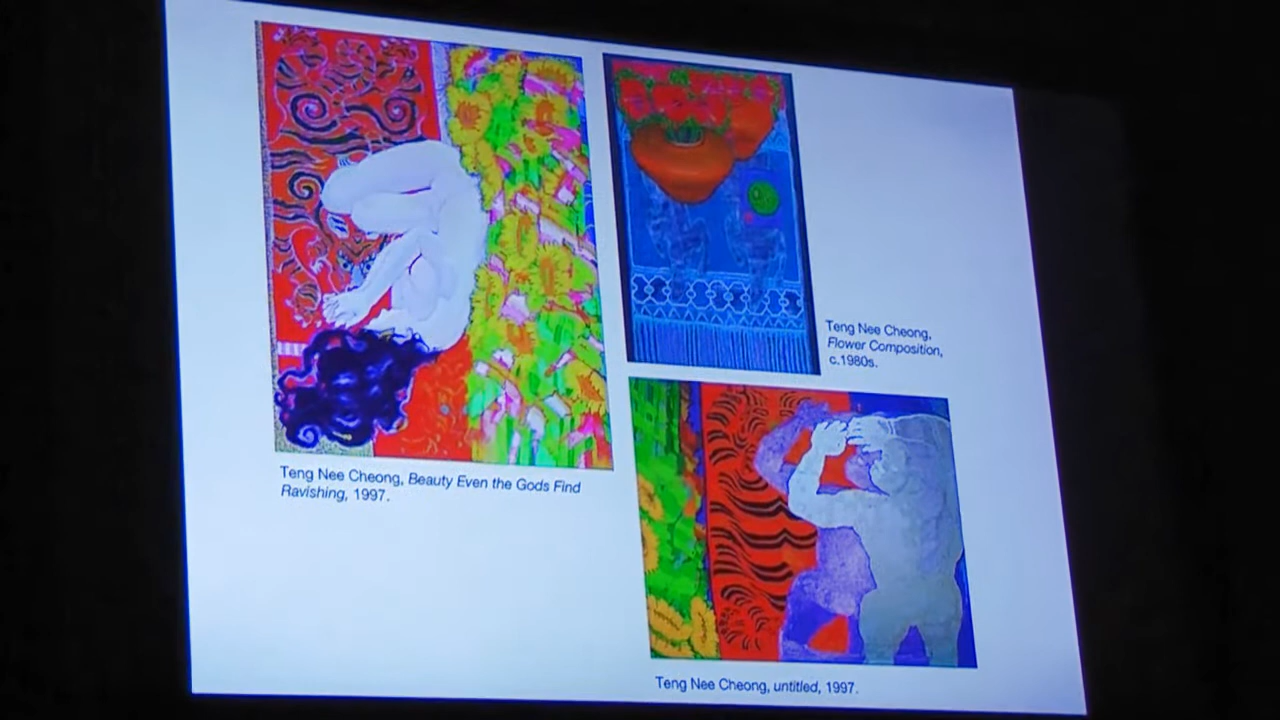 Teng Nee Cheong,
Flower Composition,
c.1980s.
Teng Nee Cheong, Beauty Even the Gods Find
Ravishing, 1997.
Teng Nee Cheong, untitled, 1997.